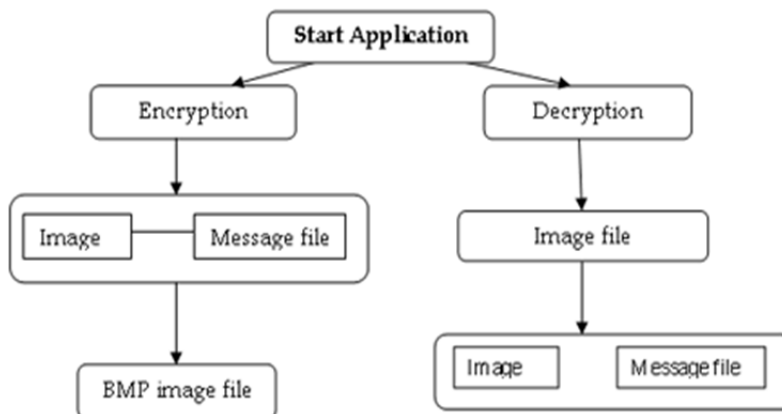 Start Application
Encryption
Decryption
Image
Message file
Image file
BMP image file
Image
Message file